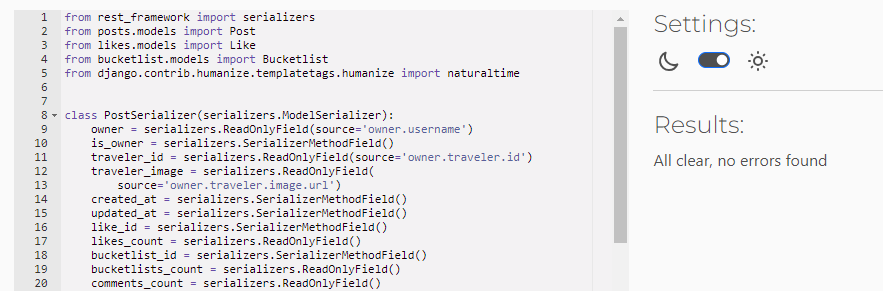 1 from rest_framework import serializers
2 from posts.models import Post
3 from likes.models import Like
4 from bucketlist.models import Bucketlist
5 from django.contrib.humanize.templatetags.humanize import naturaltime
6
7
8 class PostSerializer(serializers.ModelSerializer):
9     owner = serializers.ReadOnlyField(source='owner.username')
10     is_owner = serializers.SerializerMethodField()
11     traveler_id = serializers.ReadOnlyField(source='owner.traveler.id')
12     traveler_image = serializers.ReadOnlyField(
13         source='owner.traveler.image.url')
14     created_at = serializers.SerializerMethodField()
15     updated_at = serializers.SerializerMethodField()
16     like_id = serializers.SerializerMethodField()
17     likes_count = serializers.ReadOnlyField()
18     bucketlist_id = serializers.SerializerMethodField()
19     bucketlists_count = serializers.ReadOnlyField()
20     comments_count = serializers.ReadOnlyField()
Settings:
Results:
All clear, no errors found